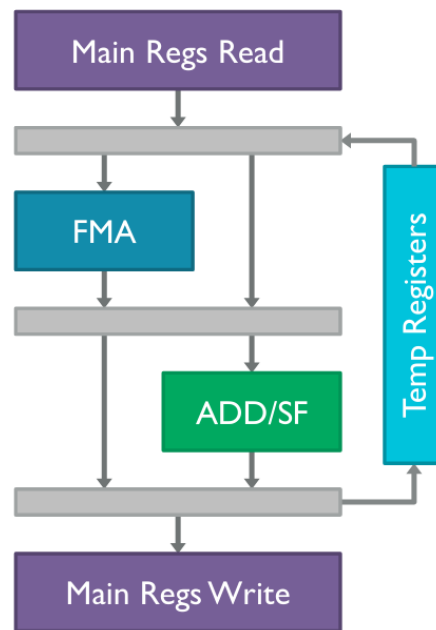 Main Regs Read
FMA
Temp Registers
ADD/SF
Main Regs Write